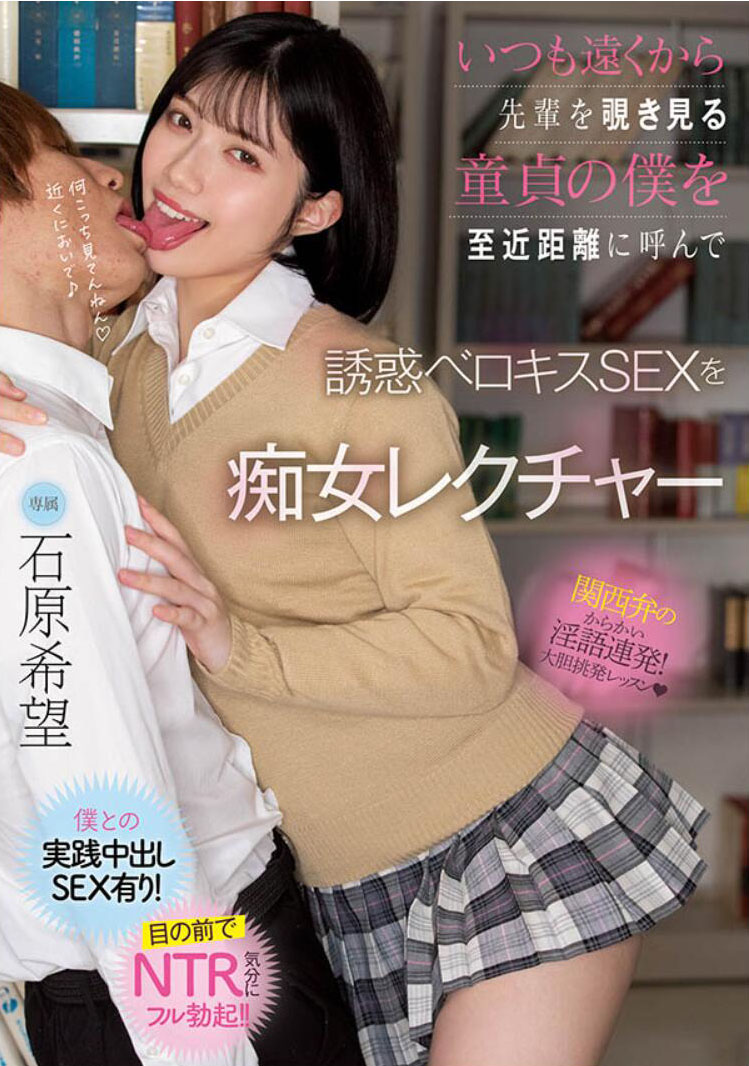 いつも遠くから
先輩を覗き見る
童貞の僕を
至近距離に呼んで
誘惑ベロキスSEXを
痴女レクチャー
何こっち見てんねん♡
近くにおいで♪
専属
石原希望
関西弁の
からかい
淫語連発!
大胆挑発レッスン♥
僕との
実践中出し
SEX有り!
目の前で
NTR気分に
フル勃起!!